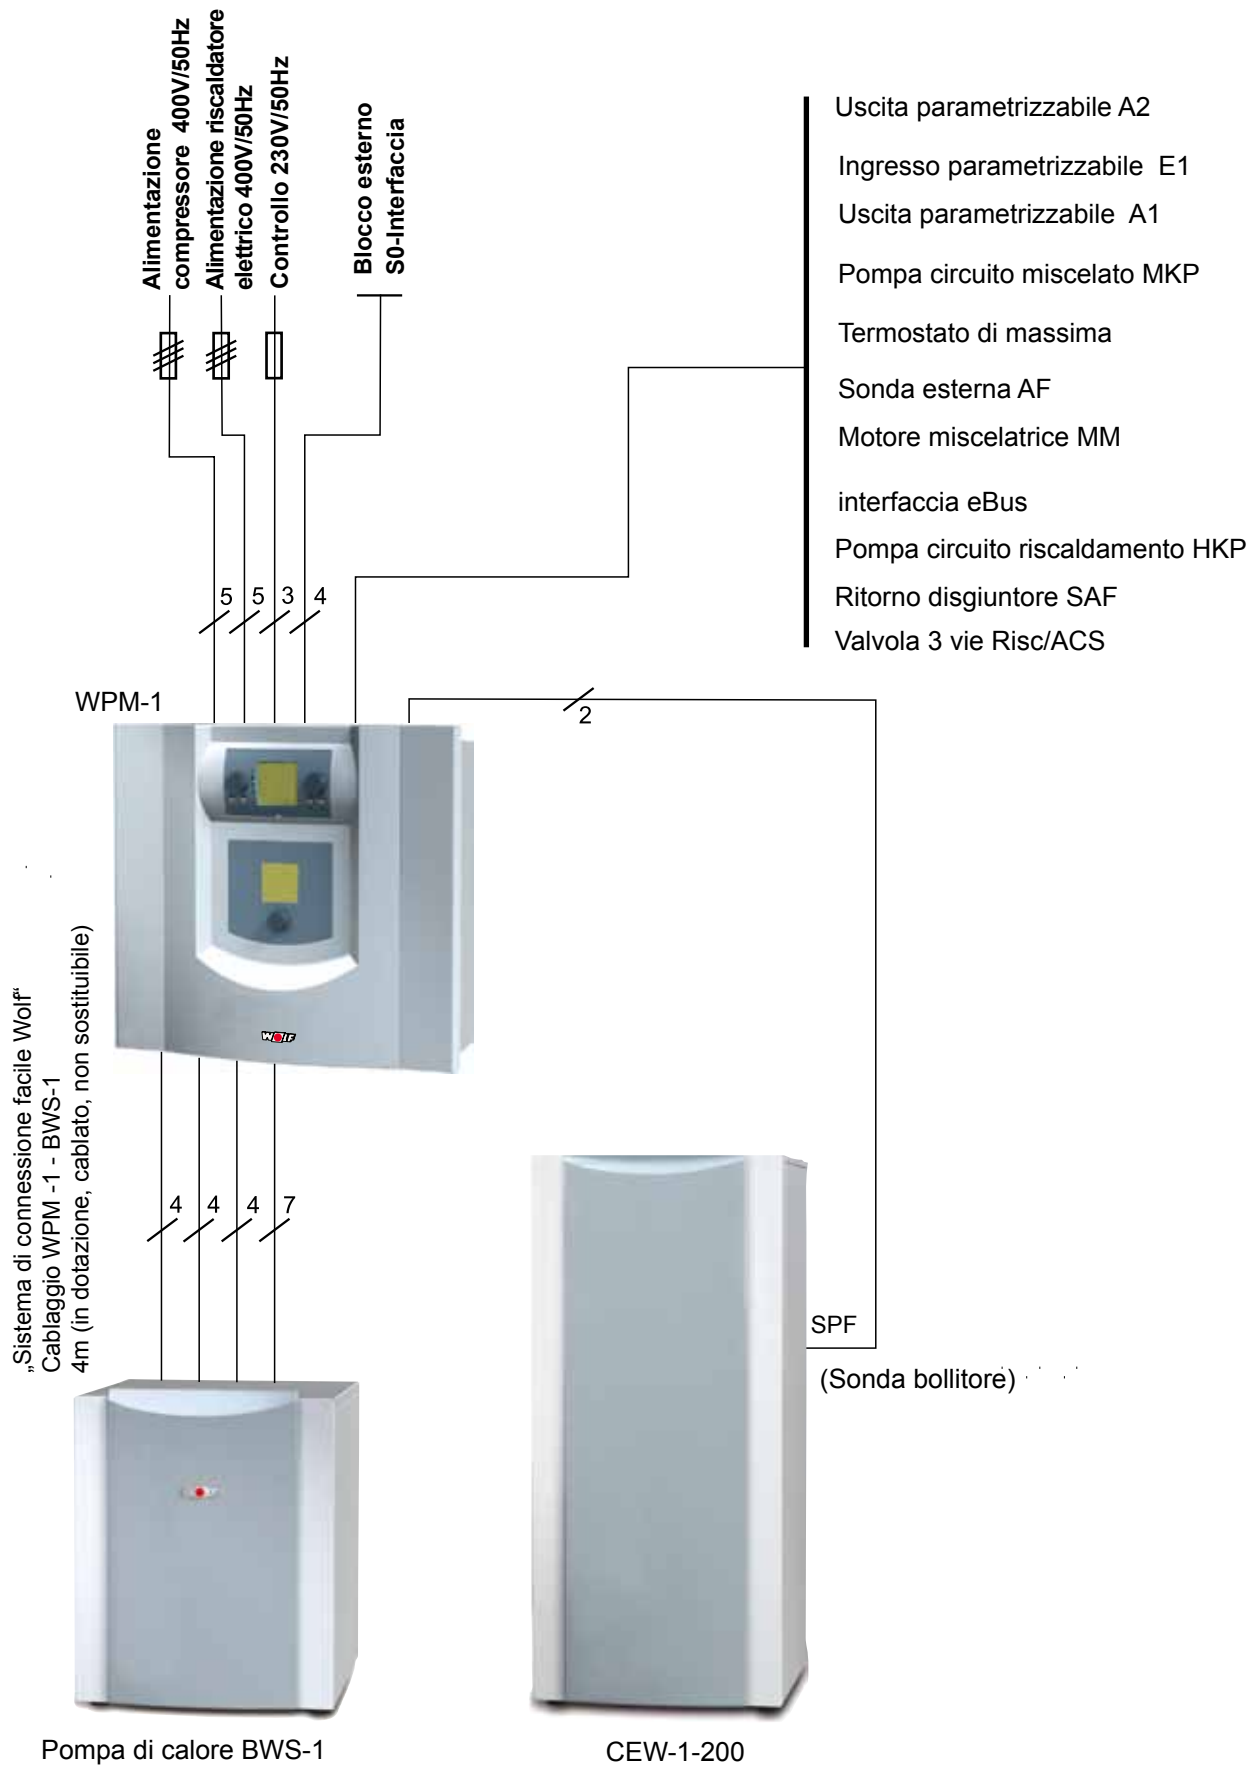 Alimentazione
compressore 400V/50Hz
Alimentazione riscaldatore
elettrico 400V/50Hz
Controllo 230V/50Hz
Blocco esterno
S0-Interfaccia
Uscita parametrizzabile A2
Ingresso parametrizzabile E1
Uscita parametrizzabile A1
Pompa circuito miscelato MKP
Termostato di massima
Sonda esterna AF
Motore miscelatrice MM
interfaccia eBus
Pompa circuito riscaldamento HKP
Ritorno disgiuntore SAF
Valvola 3 vie Risc/ACS
5 5 3 4
WPM-1
2
WOLF
„Sistema di connessione facile Wolf“
Cablaggio WPM -1 - BWS-1
4m (in dotazione, cablato, non sostituibile)
4 4 4 7
SPF
(Sonda bollitore)
Pompa di calore BWS-1
CEW-1-200